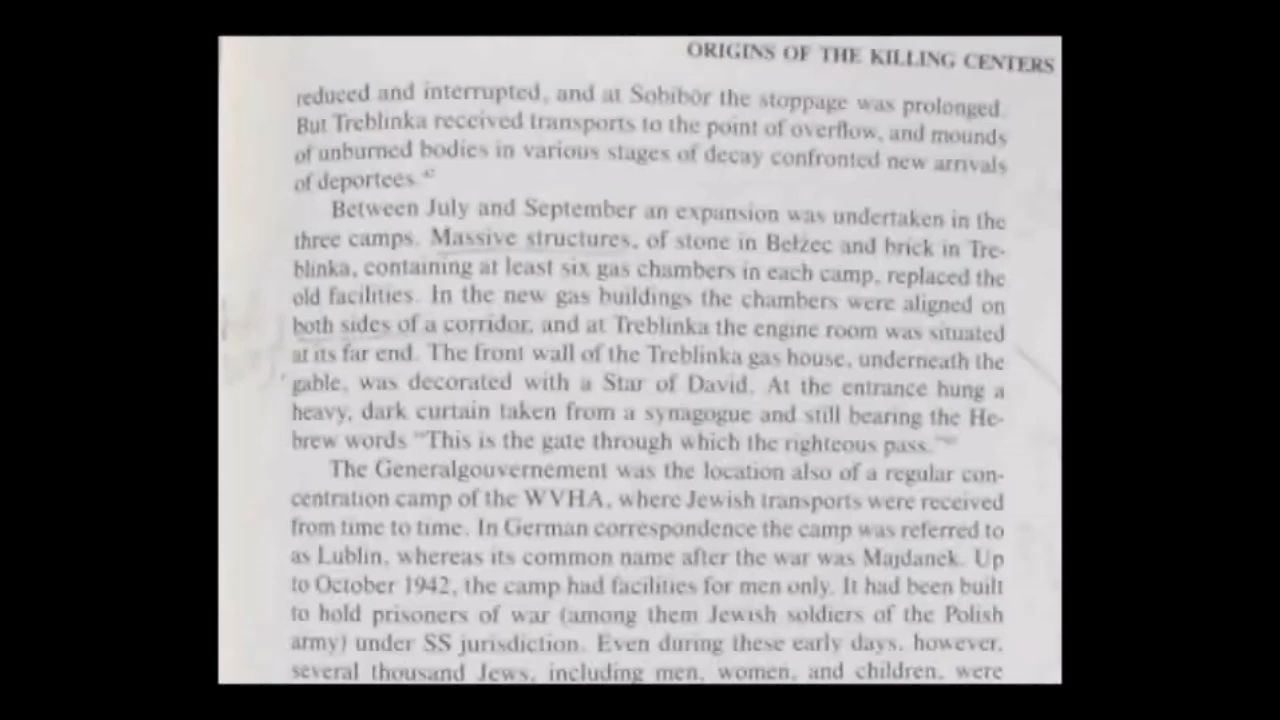 ORIGINS OF THE KILLING CENTERS
reduced and interrupted, and at Sobibór the stoppage was prolonged.
But Treblinka received transports to the point of overflow, and mounds
of unburned bodies in various stages of decay confronted new arrivals
of deportees.
Between July and September an expansion was undertaken in the
three camps. Massive structures, of stone in Bełżec and brick in Tre-
blinka, containing at least six gas chambers in each camp, replaced the
old facilities. In the new gas buildings the chambers were aligned on
both sides of a corridor, and at Treblinka the engine room was situated
at its far end. The front wall of the Treblinka gas house, underneath the
gable, was decorated with a Star of David. At the entrance hung a
heavy, dark curtain taken from a synagogue and still bearing the He-
brew words "This is the gate through which the righteous pass."
The Generalgouvernement was the location also of a regular con-
centration camp of the WVHA, where Jewish transports were received
from time to time. In German correspondence the camp was referred to
as Lublin, whereas its common name after the war was Majdanek. Up
to October 1942, the camp had facilities for men only. It had been built
to hold prisoners of war (among them Jewish soldiers of the Polish
army) under SS jurisdiction. Even during these early days, however,
several thousand Jews, including men, women, and children, were